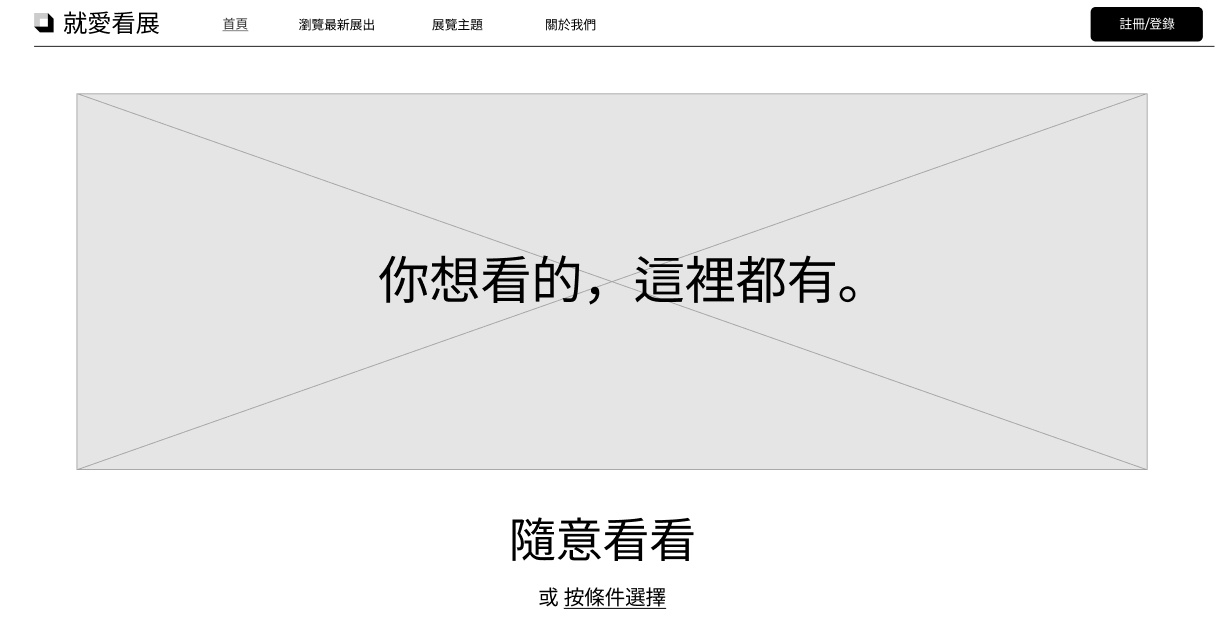 就愛看展
首頁
瀏覽最新展出
展覽主題
關於我們
註冊/登錄
你想看的，這裡都有。
隨意看看
或 按條件選擇